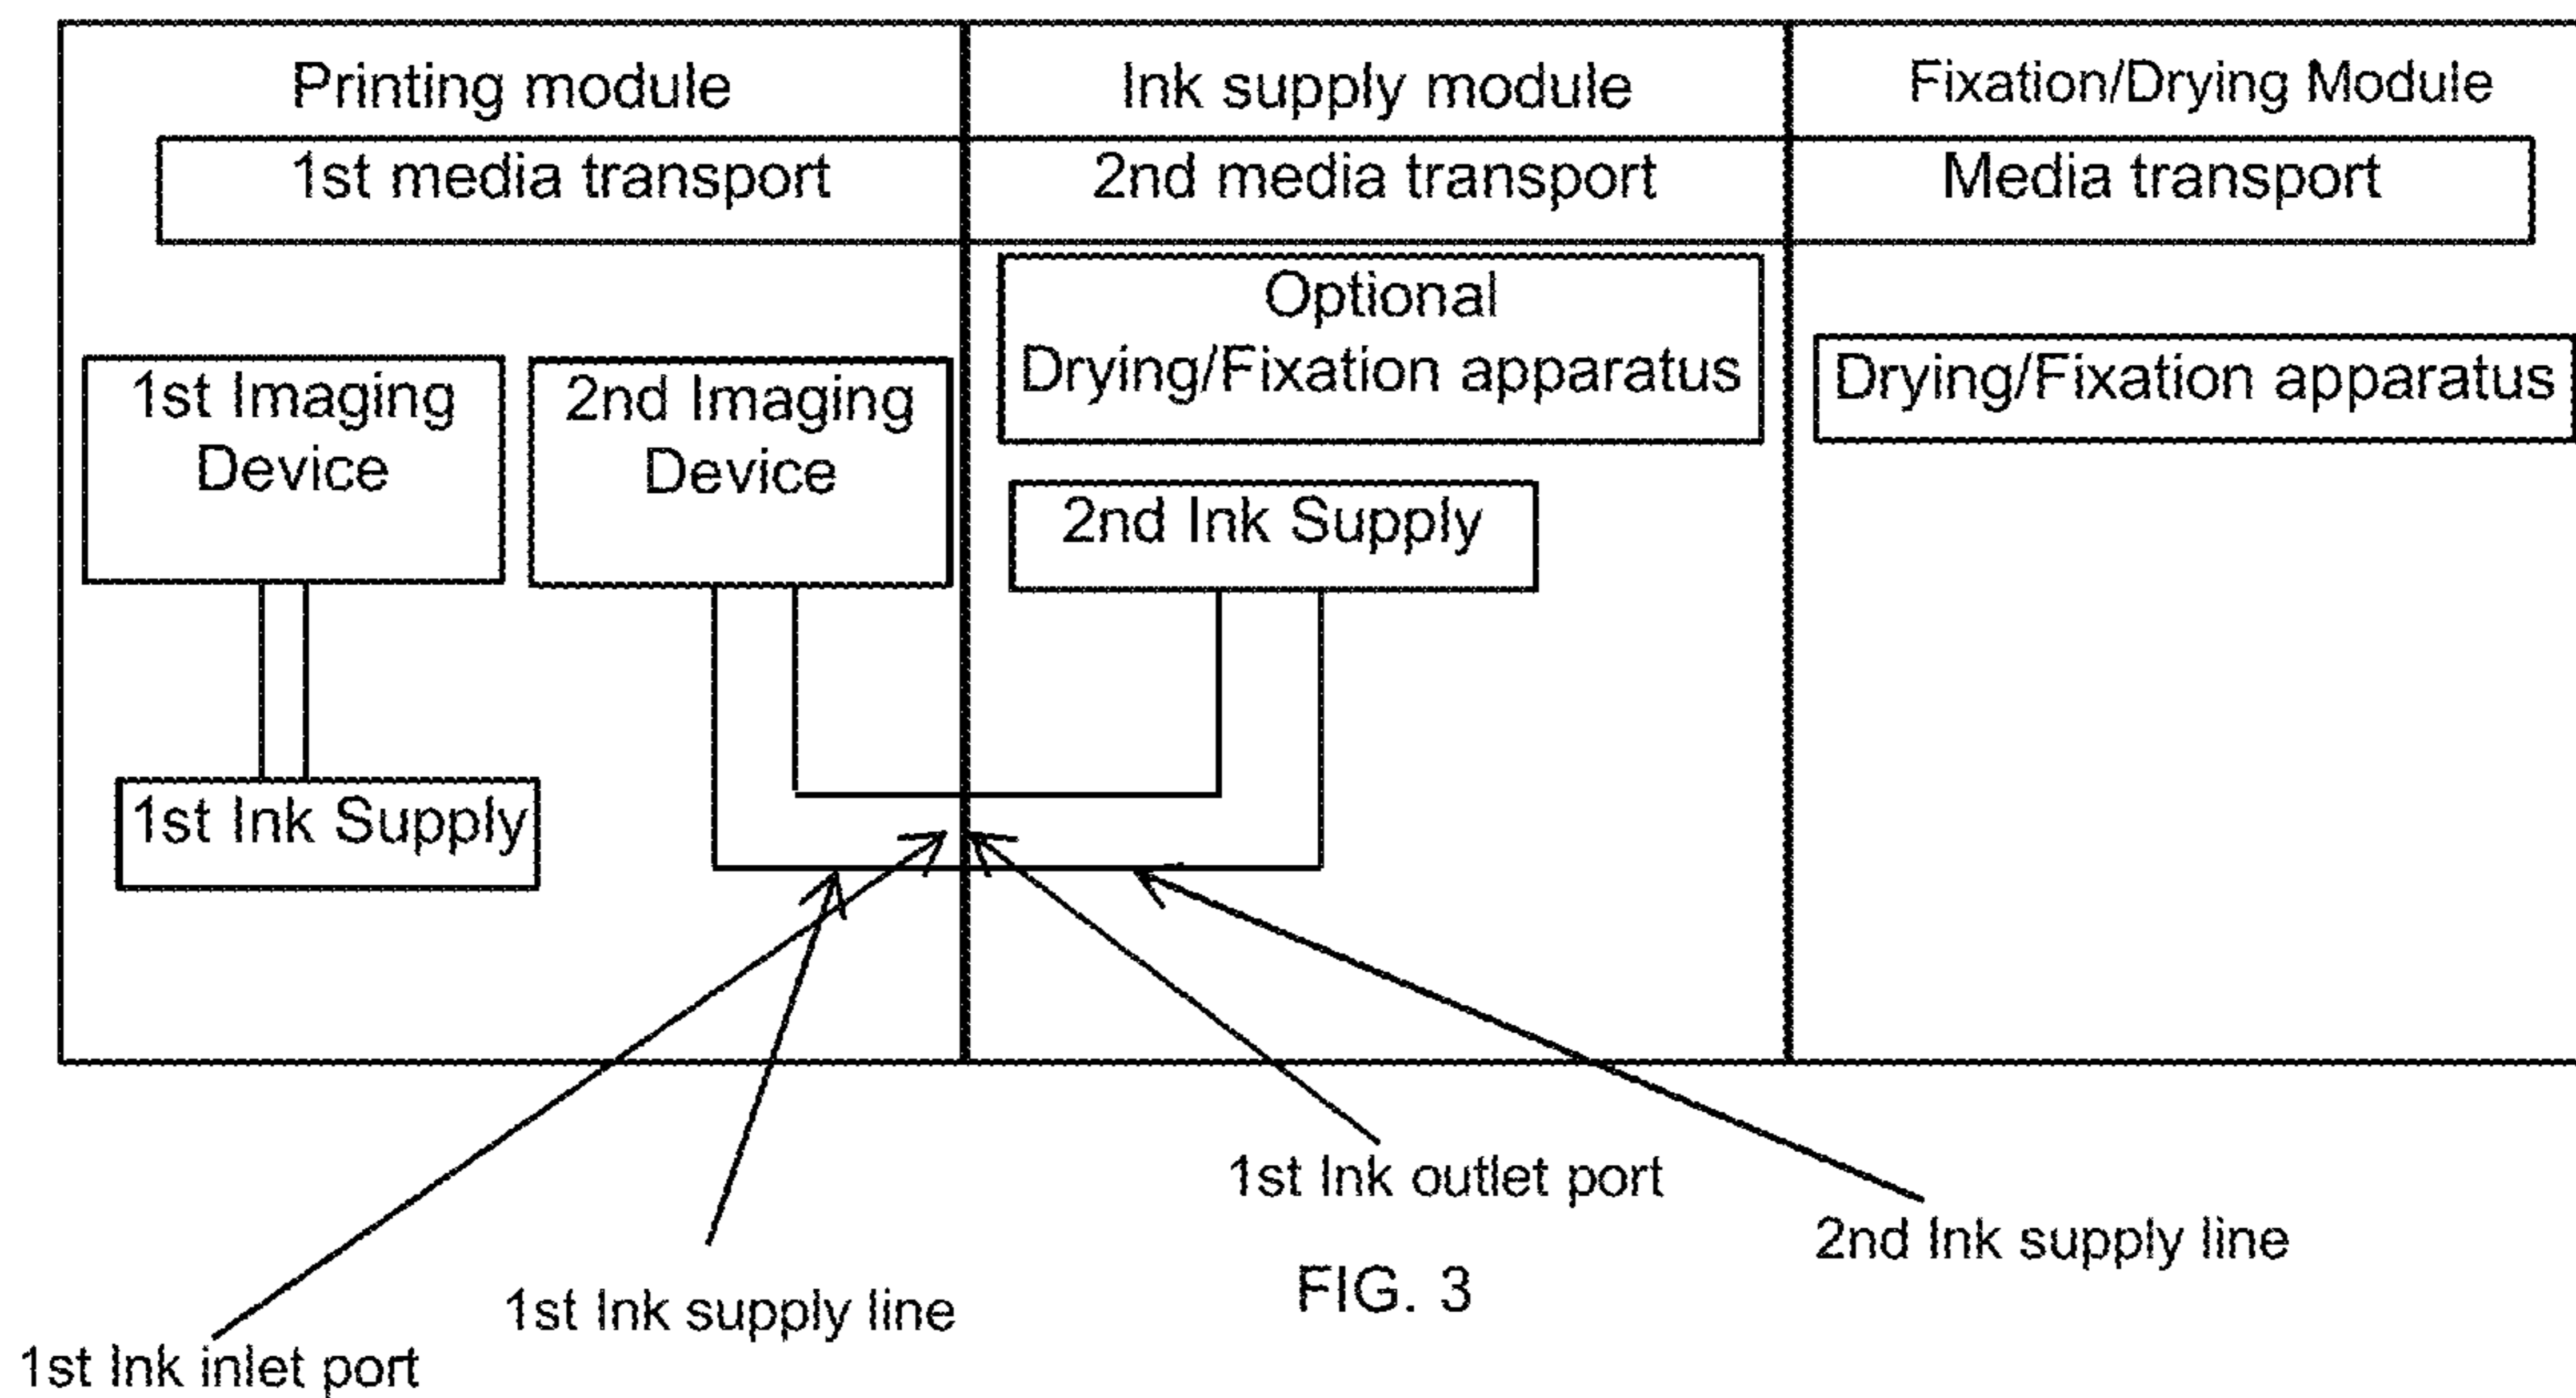 Printing module
Ink supply module
Fixation/Drying Module
1st media transport
2nd media transport
Media transport
Optional
Drying/Fixation apparatus
Drying/Fixation apparatus
1st Imaging
Device
2nd Imaging
Device
2nd Ink Supply
1st Ink Supply
1st Ink outlet port
2nd Ink supply line
1st Ink supply line
1st Ink inlet port
FIG. 3